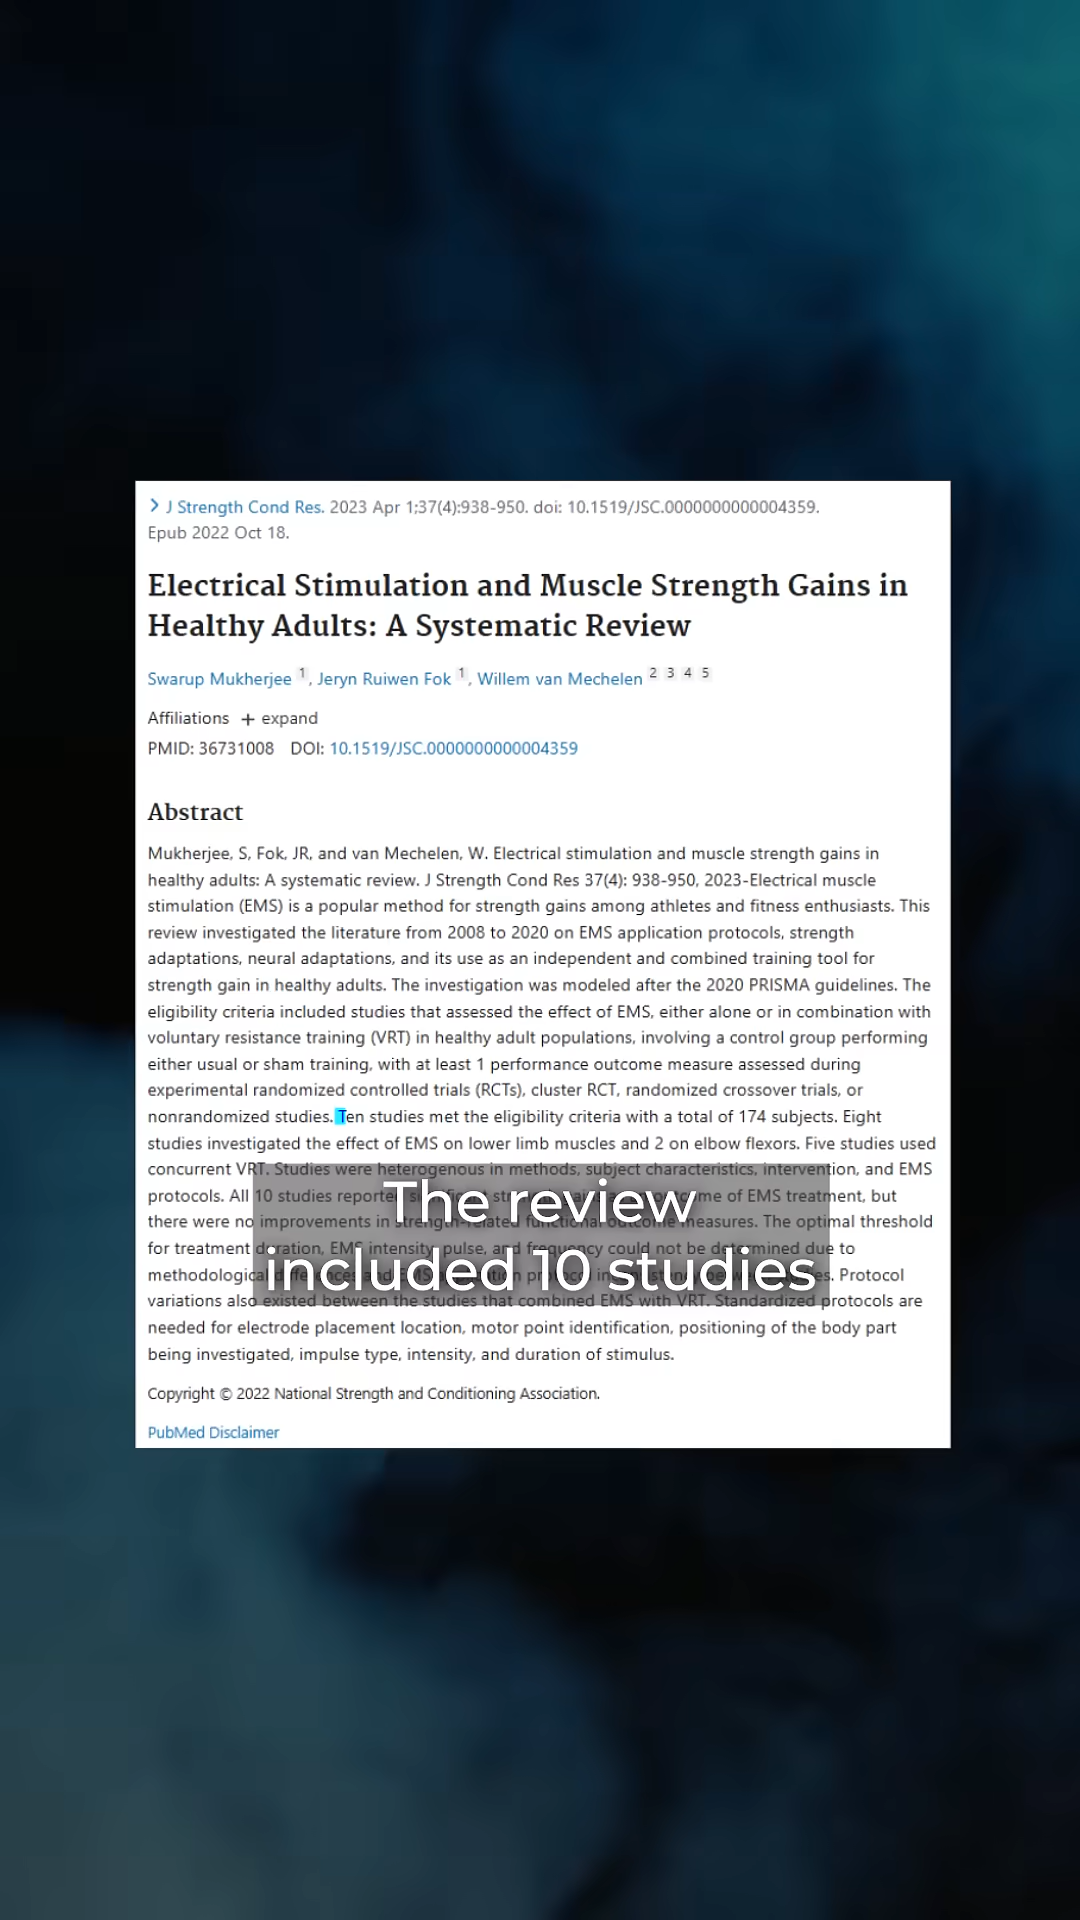 J Strength Cond Res. 2023 Apr 1;37(4):938-950. doi: 10.1519/JSC.0000000000004359.
Epub 2022 Oct 18.
Electrical Stimulation and Muscle Strength Gains in
Healthy Adults: A Systematic Review
Swarup Mukherjee 1, Jeryn Ruiwen Fok 1, Willem van Mechelen 2 3 4 5
Affiliations + expand
PMID: 36731008 DOI: 10.1519/JSC.0000000000004359
Abstract
Mukherjee, S, Fok, JR, and van Mechelen, W. Electrical stimulation and muscle strength gains in
healthy adults: A systematic review. J Strength Cond Res 37(4): 938-950, 2023-Electrical muscle
stimulation (EMS) is a popular method for strength gains among athletes and fitness enthusiasts. This
review investigated the literature from 2008 to 2020 on EMS application protocols, strength
adaptations, neural adaptations, and its use as an independent and combined training tool for
strength gain in healthy adults. The investigation was modeled after the 2020 PRISMA guidelines. The
eligibility criteria included studies that assessed the effect of EMS, either alone or in combination with
voluntary resistance training (VRT) in healthy adult populations, involving a control group performing
either usual or sham training, with at least 1 performance outcome measure assessed during
experimental randomized controlled trials (RCTs), cluster RCT, randomized crossover trials, or
nonrandomized studies. Ten studies met the eligibility criteria with a total of 174 subjects. Eight
studies investigated the effect of EMS on lower limb muscles and 2 on elbow flexors. Five studies used
concurrent VRT. Studies were heterogenous in methods, subject characteristics, intervention, and EMS
protocols. All 10 studies reported of EMS treatment, but
there were no improvements in strength-related functional outcome measures. The optimal threshold
for treatment duration, EMS intensity, pulse, and frequency could not be determined due to
methodological Protocol
variations also existed between the studies that combined EMS with VRT. Standardized protocols are
needed for electrode placement location, motor point identification, positioning of the body part
being investigated, impulse type, intensity, and duration of stimulus.
Copyright © 2022 National Strength and Conditioning Association.
PubMed Disclaimer
The review
included 10 studies